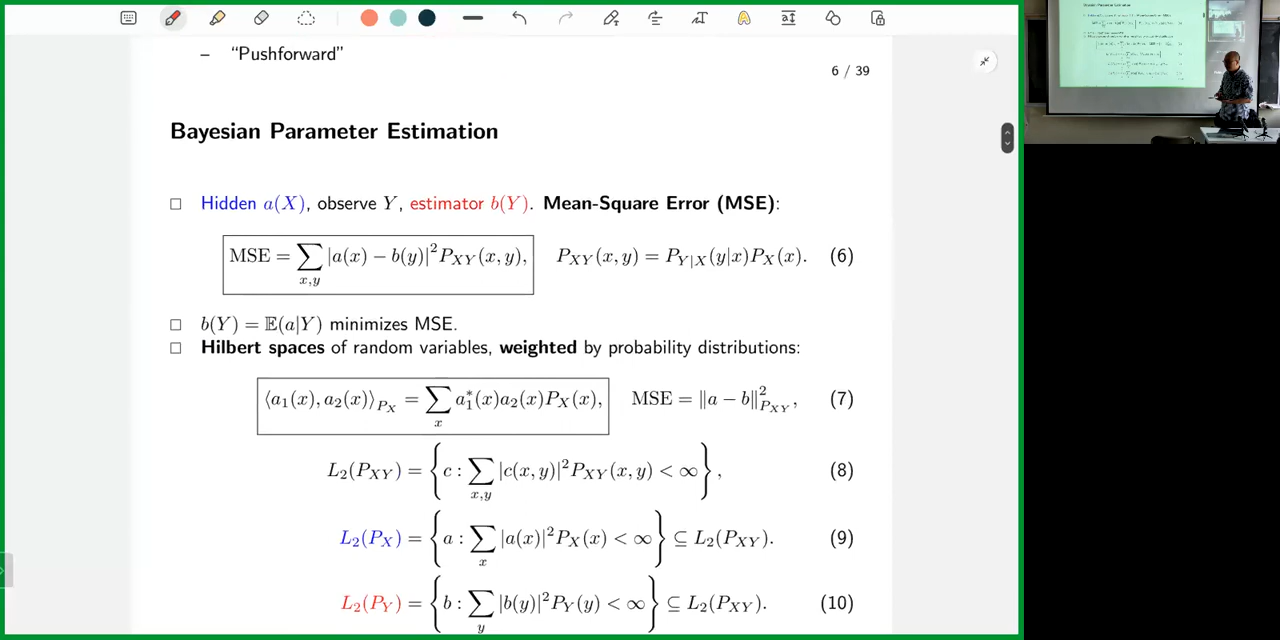 – “Pushforward”
6 / 39
Bayesian Parameter Estimation
□ Hidden a(X), observe Y, estimator b(Y). Mean-Square Error (MSE):
MSE = ∑_{x,y} |a(x) − b(y)|² P_{XY}(x, y), P_{XY}(x, y) = P_{Y|X}(y|x)P_X(x). (6)
□ b(Y) = 𝔼(a|Y) minimizes MSE.
□ Hilbert spaces of random variables, weighted by probability distributions:
⟨a₁(x), a₂(x)⟩_{P_X} = ∑_x a₁*(x)a₂(x)P_X(x), MSE = ‖a − b‖²_{P_{XY}}, (7)
L₂(P_{XY}) = { c : ∑_{x,y} |c(x, y)|² P_{XY}(x, y) < ∞ }, (8)
L₂(P_X) = { a : ∑_x |a(x)|² P_X(x) < ∞ } ⊆ L₂(P_{XY}). (9)
L₂(P_Y) = { b : ∑_y |b(y)|² P_Y(y) < ∞ } ⊆ L₂(P_{XY}). (10)